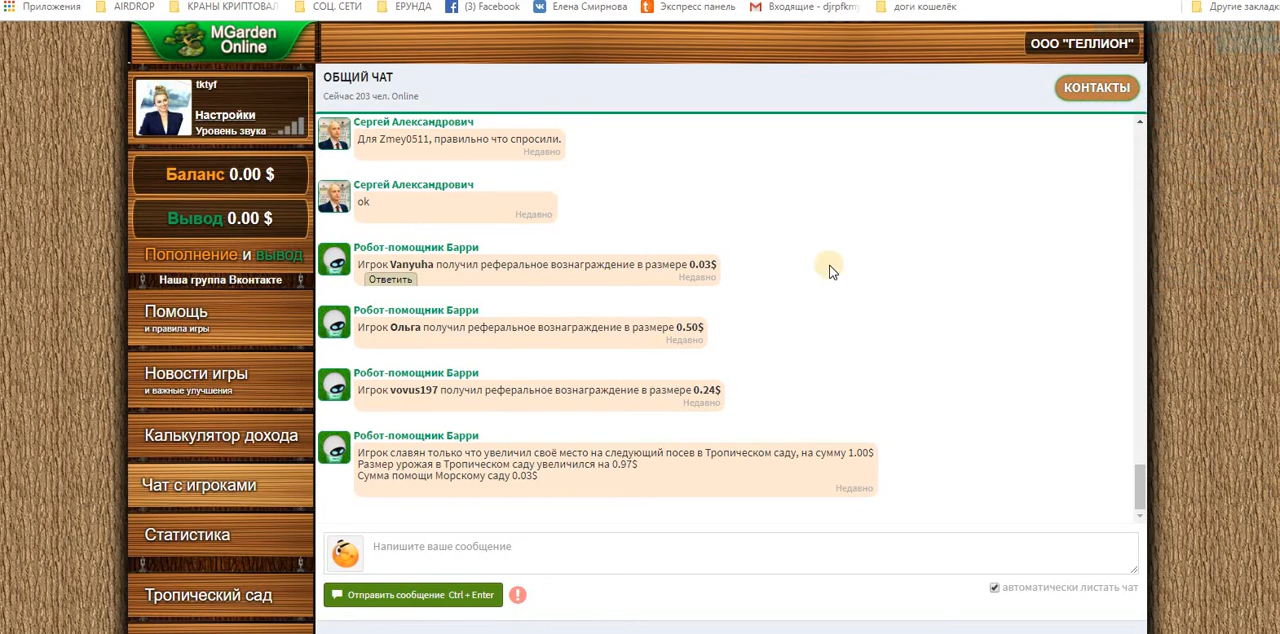 Приложения
AIRDROP
КРАНЫ КРИПТОВАЛ
СОЦ. СЕТИ
ЕРУНДА
(3) Facebook
Елена Смирнова
Экспресс панель
Входящие - djrpfkm
доги кошелёк
Другие заклад
MGarden
Online
ООО "ГЕЛЛИОН"
tktyf
Настройки
Уровень звука
Баланс 0.00 $
Вывод 0.00 $
Пополнение и вывод
Наша группа Вконтакте
Помощь
и правила игры
Новости игры
и важные улучшения
Калькулятор дохода
Чат с игроками
Статистика
Тропический сад
ОБЩИЙ ЧАТ
Сейчас 203 чел. Online
КОНТАКТЫ
Сергей Александрович
Для Zmey0511, правильно что спросили.
Недавно
Сергей Александрович
ok
Недавно
Робот-помощник Барри
Игрок Vanyuha получил реферальное вознаграждение в размере 0.03$
Ответить
Недавно
Робот-помощник Барри
Игрок Ольга получил реферальное вознаграждение в размере 0.50$
Недавно
Робот-помощник Барри
Игрок vovus197 получил реферальное вознаграждение в размере 0.24$
Недавно
Робот-помощник Барри
Игрок славян только что увеличил своё место на следующий посев в Тропическом саду, на сумму 1.00$
Размер урожая в Тропическом саду увеличился на 0.97$
Сумма помощи Морскому саду 0.03$
Недавно
Напишите ваше сообщение
Отправить сообщение Ctrl + Enter
!
автоматически листать чат